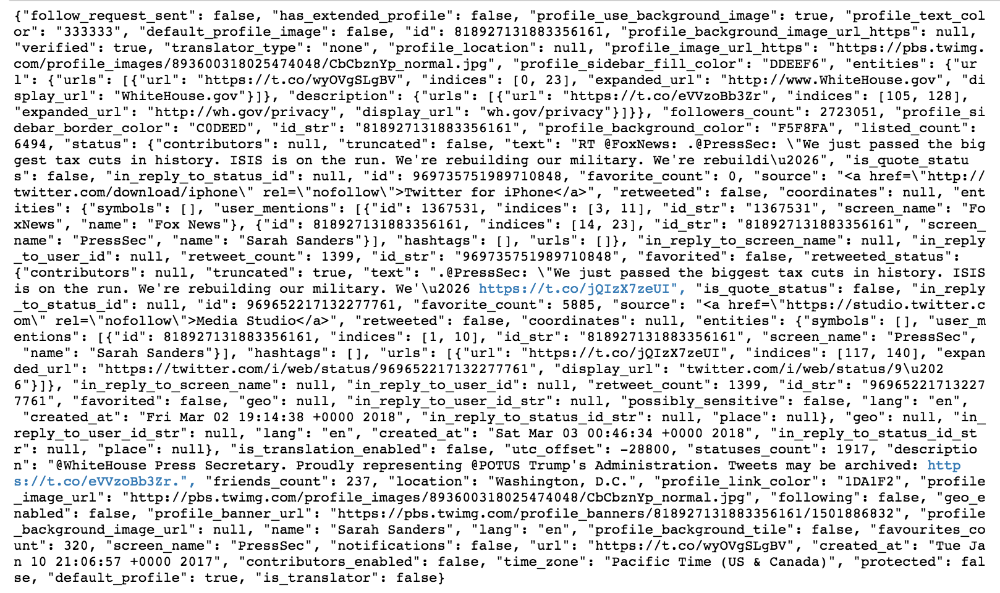 {"follow_request_sent": false, "has_extended_profile": false, "profile_use_background_image": true, "profile_text_col
or": "333333", "default_profile_image": false, "id": 818927131883356161, "profile_background_image_url_https": null,
"verified": true, "translator_type": "none", "profile_location": null, "profile_image_url_https": "https://pbs.twimg.
com/profile_images/893600318025474048/CbCbznYp_normal.jpg", "profile_sidebar_fill_color": "DDEEF6", "entities": {"ur
l": {"urls": [{"url": "https://t.co/wyOVgSLgBV", "indices": [0, 23], "expanded_url": "http://www.WhiteHouse.gov", "di
splay_url": "WhiteHouse.gov"}]}, "description": {"urls": [{"url": "https://t.co/eVVzoBb3Zr", "indices": [105, 128],
"expanded_url": "http://wh.gov/privacy", "display_url": "wh.gov/privacy"}]}}, "followers_count": 2723051, "profile_si
debar_border_color": "C0DEED", "id_str": "818927131883356161", "profile_background_color": "F5F8FA", "listed_count":
6494, "status": {"contributors": null, "truncated": false, "text": "RT @FoxNews: .@PressSec: \"We just passed the big
gest tax cuts in history. ISIS is on the run. We're rebuilding our military. We're rebuildi\u2026", "is_quote_statu
s": false, "in_reply_to_status_id": null, "id": 969735751989710848, "favorite_count": 0, "source": "<a href=\"http://
twitter.com/download/iphone\" rel=\"nofollow\">Twitter for iPhone</a>", "retweeted": false, "coordinates": null, "ent
ities": {"symbols": [], "user_mentions": [{"id": 1367531, "indices": [3, 11], "id_str": "1367531", "screen_name": "Fo
xNews", "name": "Fox News"}, {"id": 818927131883356161, "indices": [14, 23], "id_str": "818927131883356161", "screen_
name": "PressSec", "name": "Sarah Sanders"}], "hashtags": [], "urls": []}, "in_reply_to_screen_name": null, "in_reply
_to_user_id": null, "retweet_count": 1399, "id_str": "969735751989710848", "favorited": false, "retweeted_status":
{"contributors": null, "truncated": true, "text": ".@PressSec: \"We just passed the biggest tax cuts in history. ISIS
is on the run. We're rebuilding our military. We'\u2026 https://t.co/jQIzX7zeUI", "is_quote_status": false, "in_reply
_to_status_id": null, "id": 969652217132277761, "favorite_count": 5885, "source": "<a href=\"https://studio.twitter.c
om\" rel=\"nofollow\">Media Studio</a>", "retweeted": false, "coordinates": null, "entities": {"symbols": [], "user_m
entions": [{"id": 818927131883356161, "indices": [1, 10], "id_str": "818927131883356161", "screen_name": "PressSec",
"name": "Sarah Sanders"}], "hashtags": [], "urls": [{"url": "https://t.co/jQIzX7zeUI", "indices": [117, 140], "expan
ded_url": "https://twitter.com/i/web/status/969652217132277761", "display_url": "twitter.com/i/web/status/9\u202
6"}]}, "in_reply_to_screen_name": null, "in_reply_to_user_id": null, "retweet_count": 1399, "id_str": "96965221713227
7761", "favorited": false, "geo": null, "in_reply_to_user_id_str": null, "possibly_sensitive": false, "lang": "en",
"created_at": "Fri Mar 02 19:14:38 +0000 2018", "in_reply_to_status_id_str": null, "place": null}, "geo": null, "in_
reply_to_user_id_str": null, "lang": "en", "created_at": "Sat Mar 03 00:46:34 +0000 2018", "in_reply_to_status_id_st
r": null, "place": null}, "is_translation_enabled": false, "utc_offset": -28800, "statuses_count": 1917, "descriptio
n": "@WhiteHouse Press Secretary. Proudly representing @POTUS Trump's Administration. Tweets may be archived: http
s://t.co/eVVzoBb3Zr.", "friends_count": 237, "location": "Washington, D.C.", "profile_link_color": "1DA1F2", "profile
_image_url": "http://pbs.twimg.com/profile_images/893600318025474048/CbCbznYp_normal.jpg", "following": false, "geo_e
nabled": false, "profile_banner_url": "https://pbs.twimg.com/profile_banners/818927131883356161/1501886832", "profile
_background_image_url": null, "name": "Sarah Sanders", "lang": "en", "profile_background_tile": false, "favourites_co
unt": 320, "screen_name": "PressSec", "notifications": false, "url": "https://t.co/wyOVgSLgBV", "created_at": "Tue Ja
n 10 21:06:57 +0000 2017", "contributors_enabled": false, "time_zone": "Pacific Time (US & Canada)", "protected": fal
se, "default_profile": true, "is_translator": false}